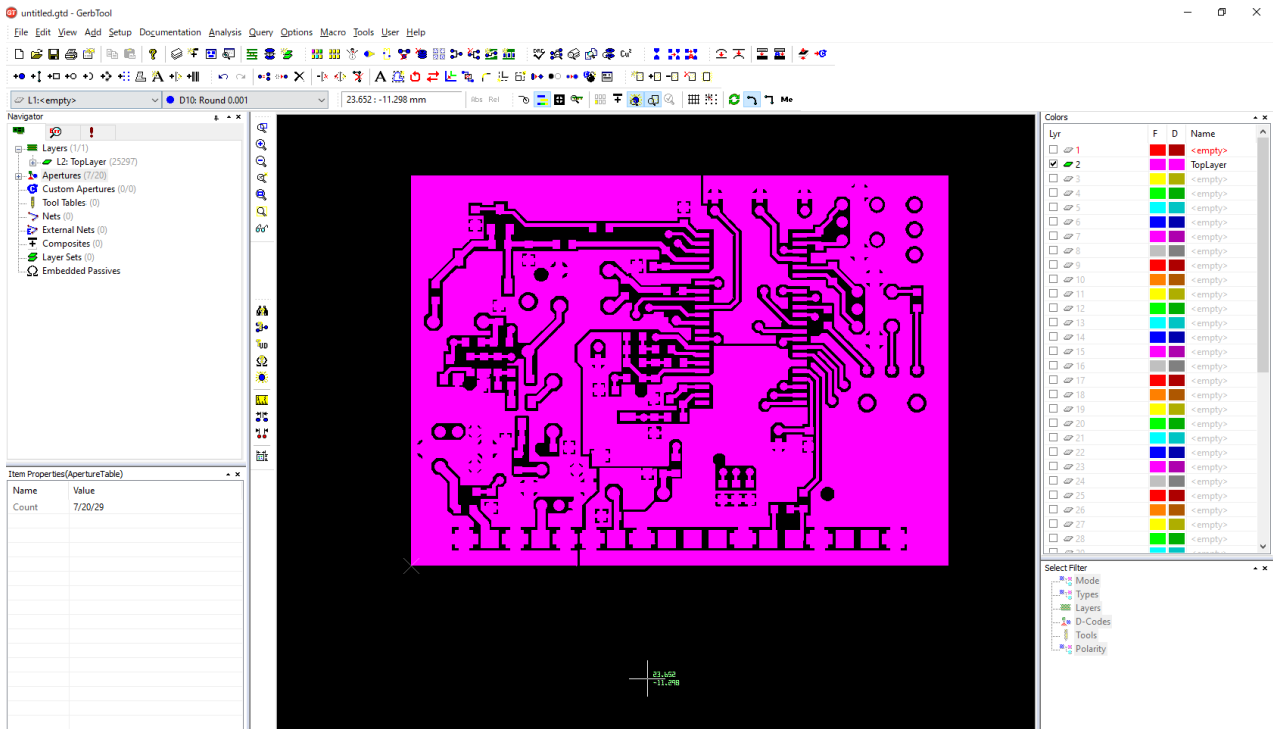 untitled.gtd - GerbTool
File Edit View Add Setup Documentation Analysis Query Options Macro Tools User Help
L1:<empty> D10: Round 0.001 23.652 : -11.298 mm Abs Rel Me
Navigator
Layers (1/1)
L2: TopLayer (25297)
Apertures (7/20)
Custom Apertures (0/0)
Tool Tables (0)
Nets (0)
External Nets (0)
Composites (0)
Layer Sets (0)
Embedded Passives
Item Properties(ApertureTable)
Name Value
Count 7/20/29
23.652
-11.298
Colors
Lyr F D Name
1 <empty>
2 TopLayer
3 <empty>
4 <empty>
5 <empty>
6 <empty>
7 <empty>
8 <empty>
9 <empty>
10 <empty>
11 <empty>
12 <empty>
13 <empty>
14 <empty>
15 <empty>
16 <empty>
17 <empty>
18 <empty>
19 <empty>
20 <empty>
21 <empty>
22 <empty>
23 <empty>
24 <empty>
25 <empty>
26 <empty>
27 <empty>
28 <empty>
Select Filter
Mode
Types
Layers
D-Codes
Tools
Polarity